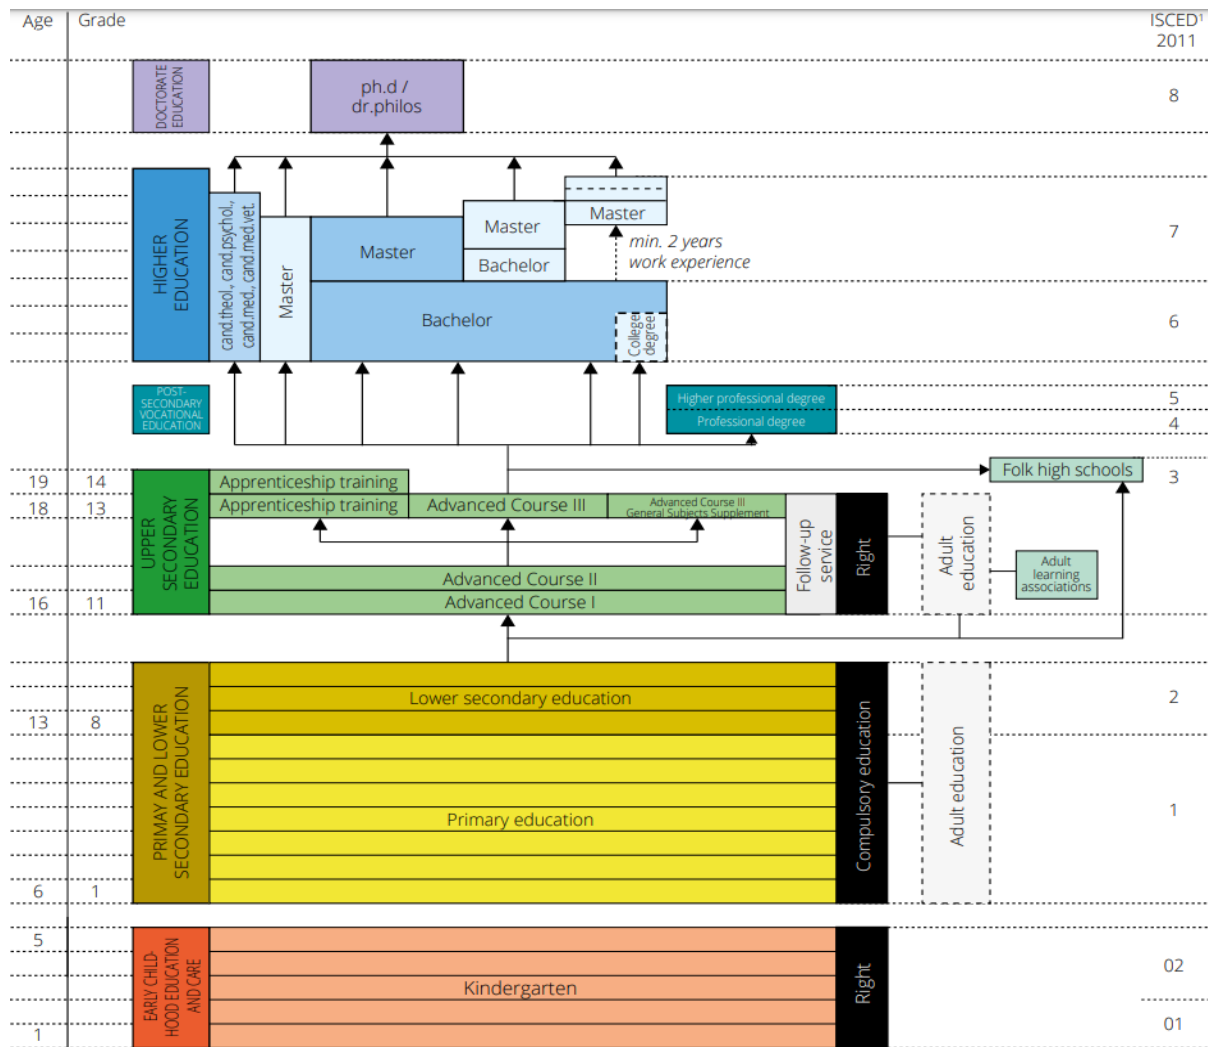 Age
Grade
ISCED¹
2011
DOCTORATE
EDUCATION
ph.d /
dr.philos
8
HIGHER
EDUCATION
cand.theol., cand.psychol.,
cand.med., cand.med.vet.
Master
Master
Master
Bachelor
Master
min. 2 years
work experience
7
Bachelor
College
degree
6
POST-
SECONDARY
VOCATIONAL
EDUCATION
Higher professional degree
5
Professional degree
4
Folk high schools
3
19
14
Apprenticeship training
18
13
Apprenticeship training
Advanced Course III
Advanced Course III
General Subjects Supplement
UPPER
SECONDARY
EDUCATION
Follow-up
service
Right
Adult
education
Adult
learning
associations
Advanced Course II
16
11
Advanced Course I
PRIMAY AND LOWER
SECONDARY EDUCATION
Lower secondary education
2
13
8
Compulsory education
Adult education
Primary education
1
6
1
5
EARLY CHILD-
HOOD EDUCATION
AND CARE
Kindergarten
Right
02
01
1